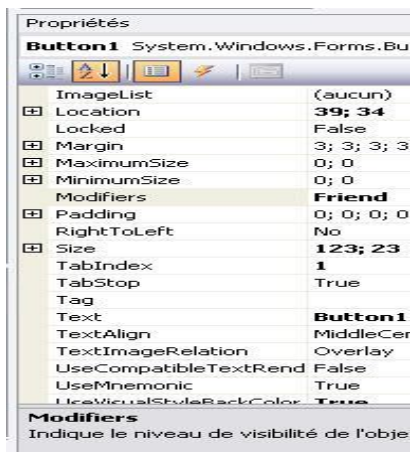 Propriétés
Button1 System.Windows.Forms.Bu
ImageList (aucun)
Location 39; 34
Locked False
Margin 3; 3; 3; 3
MaximumSize 0; 0
MinimumSize 0; 0
Modifiers Friend
Padding 0; 0; 0; 0
RightToLeft No
Size 123; 23
TabIndex 1
TabStop True
Tag
Text Button1
TextAlign MiddleCer
TextImageRelation Overlay
UseCompatibleTextRend False
UseMnemonic True
UseVisualStyleBackColor True
Modifiers
Indique le niveau de visibilité de l'obje